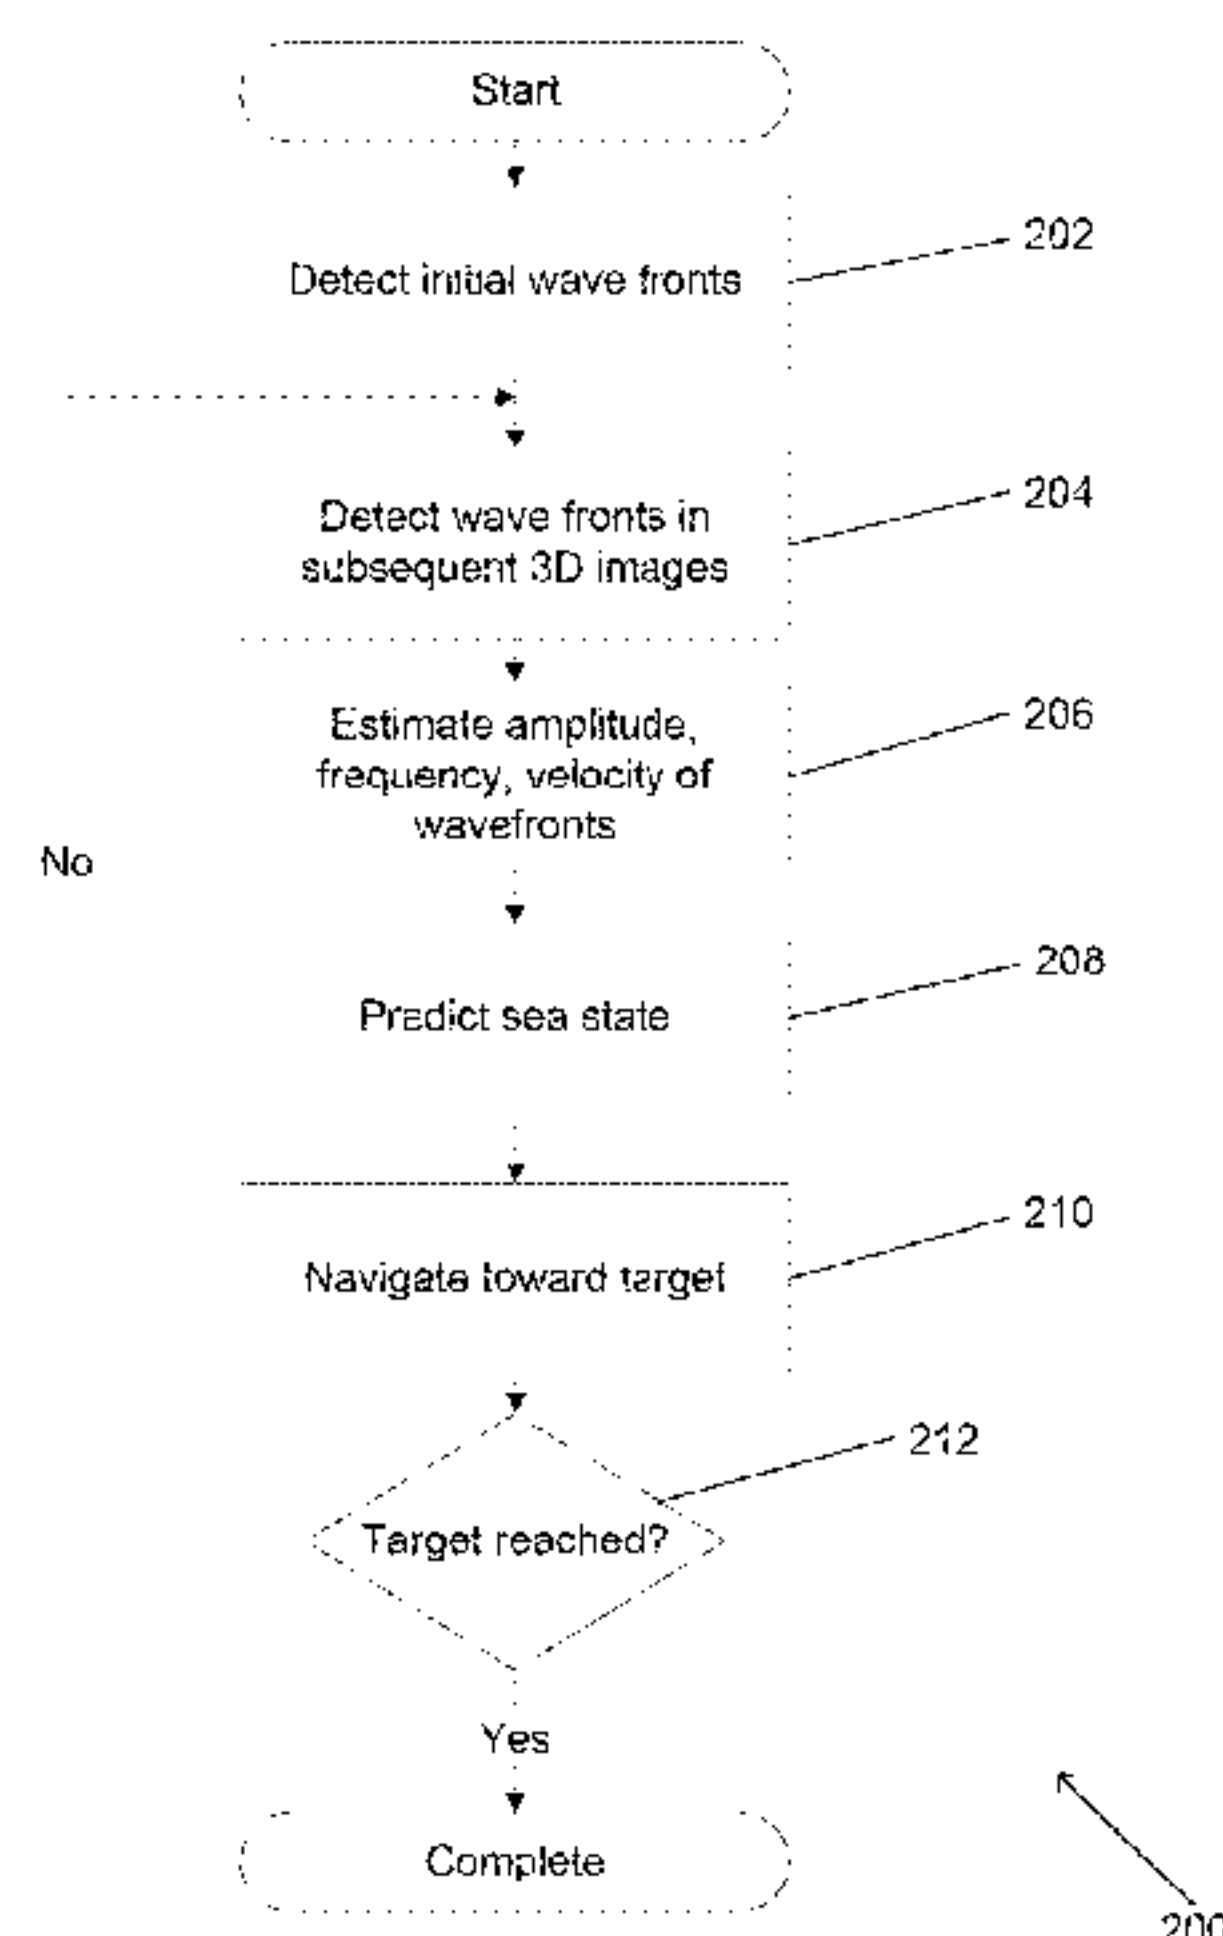 Start
Detect initial wave fronts
202
Detect wave fronts in
subsequent 3D images
204
Estimate amplitude,
frequency, velocity of
wavefronts
206
No
Predict sea state
208
Navigate toward target
210
Target reached?
212
Yes
Complete
200